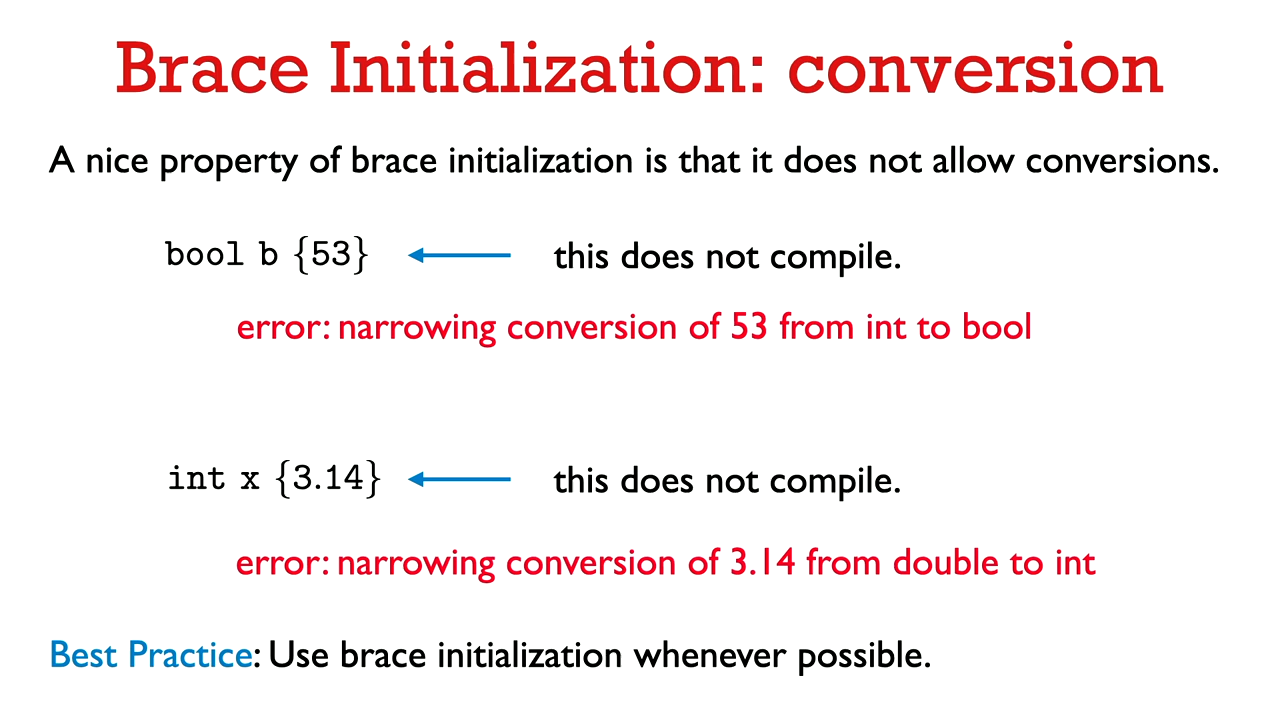 Brace Initialization: conversion
A nice property of brace initialization is that it does not allow conversions.
bool b {53} this does not compile.
error: narrowing conversion of 53 from int to bool
int x {3.14} this does not compile.
error: narrowing conversion of 3.14 from double to int
Best Practice: Use brace initialization whenever possible.